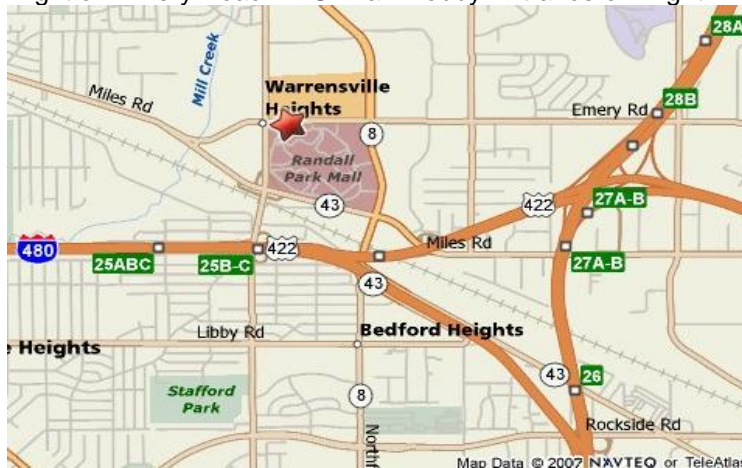 28A
Mill Creek
Warrensville
Heights
Miles Rd
Emery Rd
28B
8
Randall
Park Mall
43
422
27A-B
480
422
Miles Rd
25ABC
25B-C
27A-B
43
Libby Rd
Bedford Heights
Heights
43
26
Stafford
Park
8
Rockside Rd
Map Data © 2007 NAVTEQ or TeleAtlas